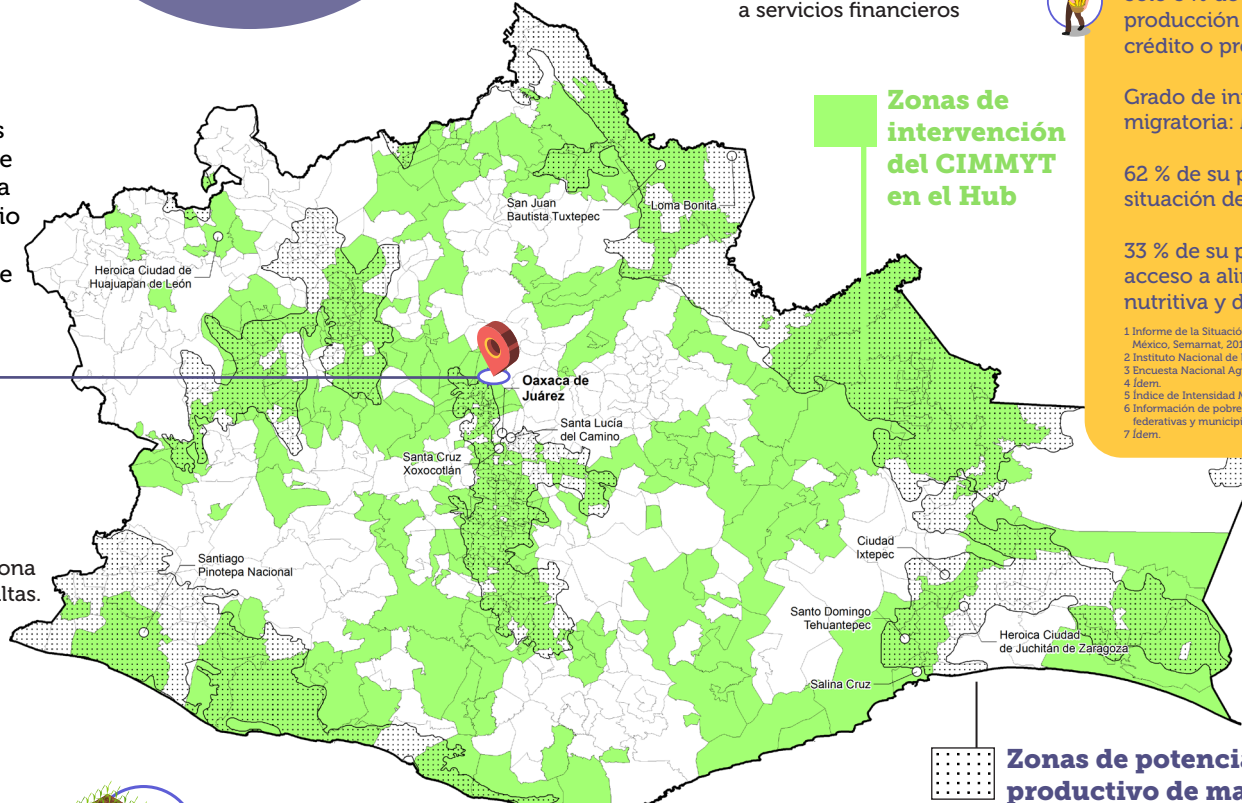 a servicios financieros
producción
crédito o pro
Grado de in
migratoria:
62 % de su p
situación de
33 % de su p
acceso a ali
nutritiva y d
1 Informe de la Situación
México, Semarnat, 201
2 Instituto Nacional de
3 Encuesta Nacional Ag
4 Ídem.
5 Índice de Intensidad M
6 Información de pobre
federativas y municipi
7 Ídem.
Zonas de
intervención
del CIMMYT
en el Hub
s
e
a
io
e
ona
ltas.
San Juan
Bautista Tuxtepec
Loma Bonita
Heroica Ciudad de
Huajuapan de León
Oaxaca de
Juárez
Santa Lucía
del Camino
Santa Cruz
Xoxocotlán
Santiago
Pinotepa Nacional
Ciudad
Ixtepec
Santo Domingo
Tehuantepec
Heroica Ciudad
de Juchitán de Zaragoza
Salina Cruz
Zonas de potencia
productivo de ma